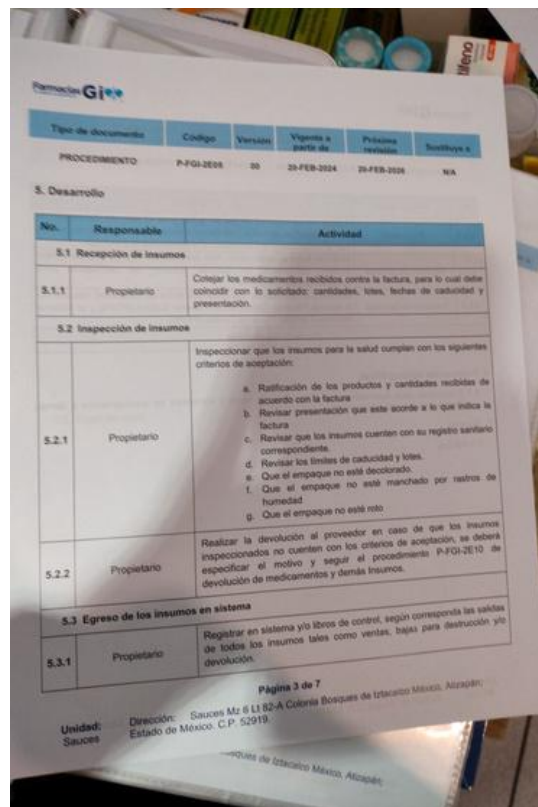 Farmacias Gi
Tipo de documento Código Versión Vigente a partir de Próxima revisión Sustituye a
PROCEDIMIENTO P-FGI-2E05 00 20-FEB-2024 20-FEB-2026 N/A
5. Desarrollo
No. Responsable Actividad
5.1 Recepción de insumos
5.1.1 Propietario
Cotejar los medicamentos recibidos contra la factura, para lo cual debe
coincidir con lo solicitado: cantidades, lotes, fechas de caducidad y
presentación.
5.2 Inspección de insumos
5.2.1 Propietario
Inspeccionar que los insumos para la salud cumplan con los siguientes
criterios de aceptación:
a. Ratificación de los productos y cantidades recibidas de
acuerdo con la factura
b. Revisar presentación que este acorde a lo que indica la
factura
c. Revisar que los insumos cuenten con su registro sanitario
correspondiente.
d. Revisar los límites de caducidad y lotes.
e. Que el empaque no esté decolorado.
f. Que el empaque no esté manchado por rastros de
humedad
g. Que el empaque no esté roto
5.2.2 Propietario
Realizar la devolución al proveedor en caso de que los insumos
inspeccionados no cuenten con los criterios de aceptación, se deberá
especificar el motivo y seguir el procedimiento P-FGI-2E10 de
devolución de medicamentos y demás Insumos.
5.3 Egreso de los insumos en sistema
5.3.1 Propietario
Registrar en sistema y/o libros de control, según corresponda las salidas
de todos los insumos tales como ventas, bajas para destrucción y/o
devolución.
Página 3 de 7
Unidad: Sauces
Dirección: Sauces Mz 6 Lt 82-A Colonia Bosques de Iztacalco México, Atizapán;
Estado de México. C.P. 52919.
Bosques de Iztacalco México, Atizapán;